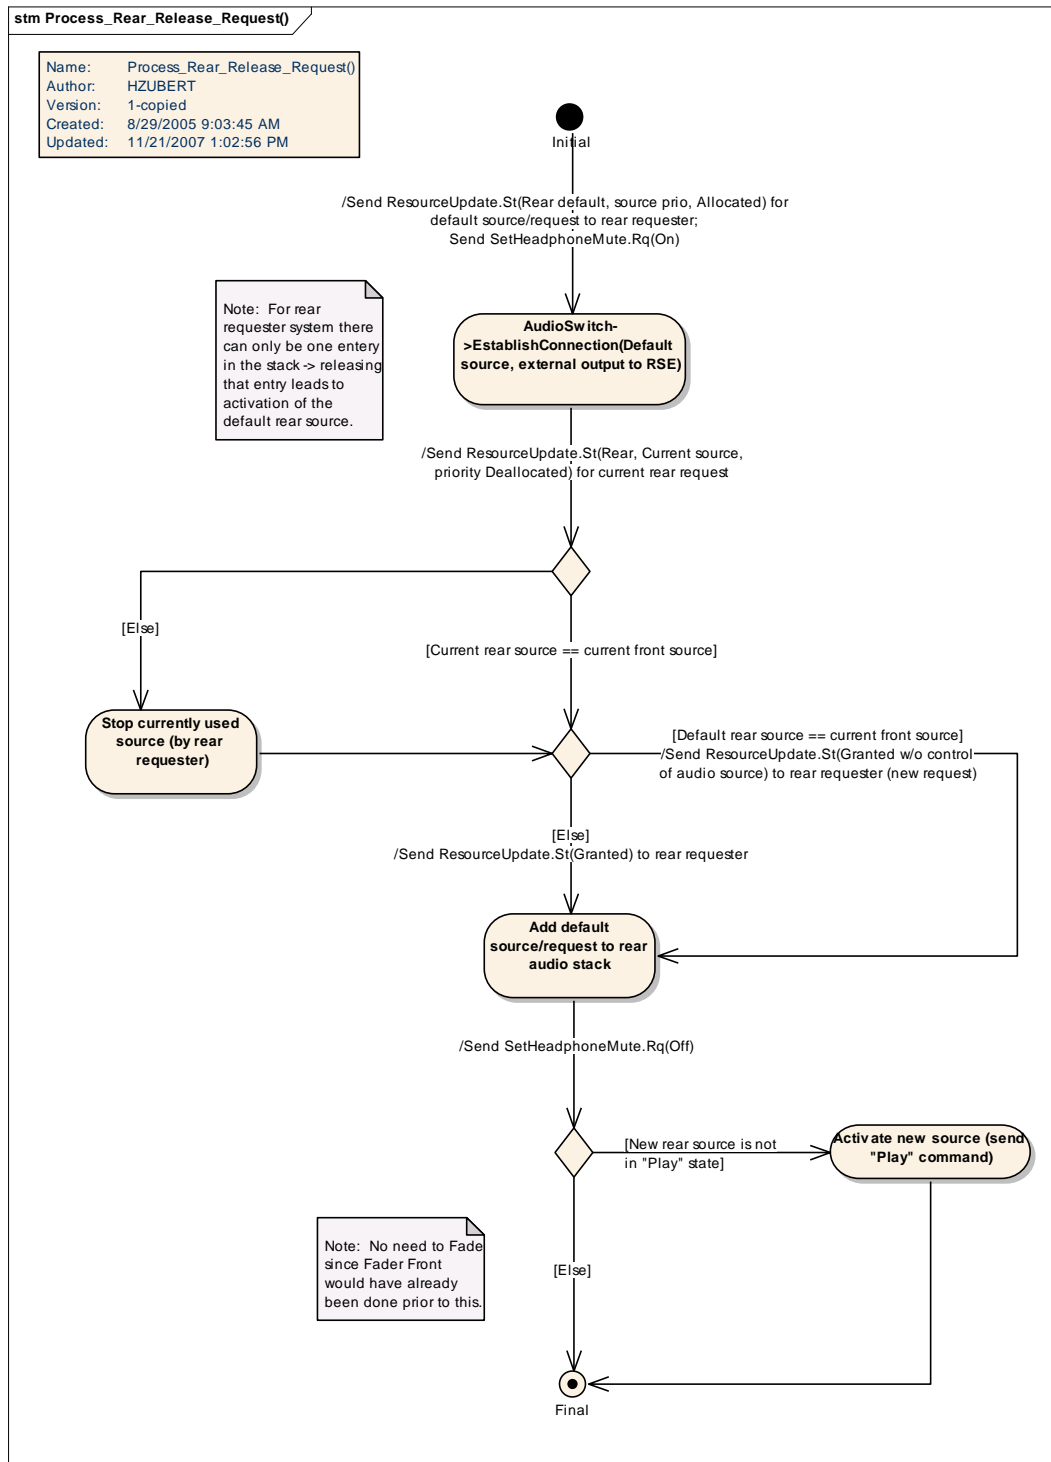 stm Process_Rear_Release_Request()
Name: Process_Rear_Release_Request()
Author: HZUBERT
Version: 1-copied
Created: 8/29/2005 9:03:45 AM
Updated: 11/21/2007 1:02:56 PM
Initial
/Send ResourceUpdate.St(Rear default, source prio, Allocated) for
default source/request to rear requester;
Send SetHeadphoneMute.Rq(On)
Note: For rear
requester system there
can only be one entery
in the stack -> releasing
that entry leads to
activation of the
default rear source.
AudioSwitch-
>EstablishConnection(Default
source, external output to RSE)
/Send ResourceUpdate.St(Rear, Current source,
priority Deallocated) for current rear request
[Else]
[Current rear source == current front source]
Stop currently used
source (by rear
requester)
[Default rear source == current front source]
/Send ResourceUpdate.St(Granted w/o control
of audio source) to rear requester (new request)
[Else]
/Send ResourceUpdate.St(Granted) to rear requester
Add default
source/request to rear
audio stack
/Send SetHeadphoneMute.Rq(Off)
[New rear source is not
in "Play" state]
Activate new source (send
"Play" command)
Note: No need to Fade
since Fader Front
would have already
been done prior to this.
[Else]
Final